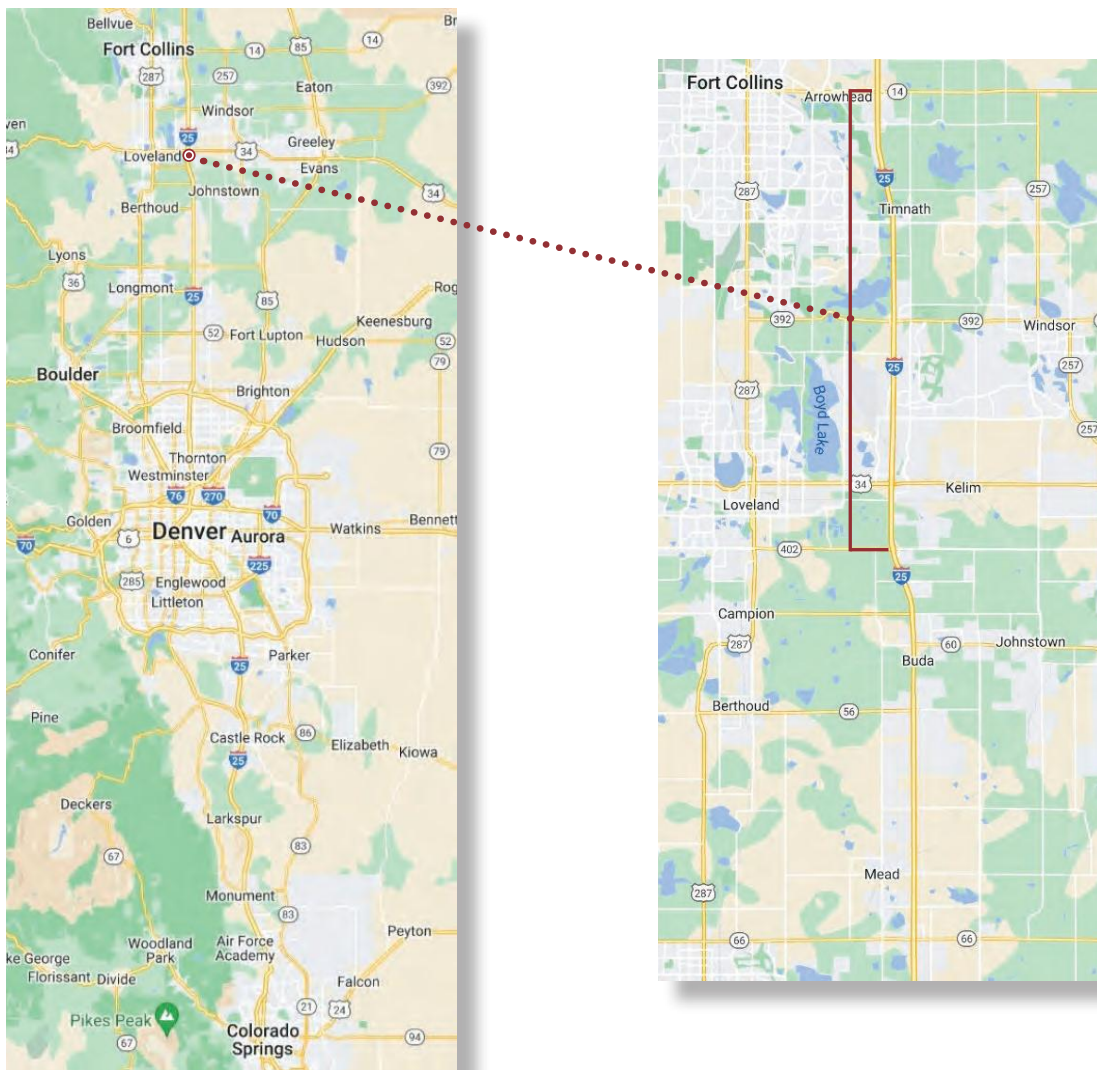 Bellvue
Br
14
Fort Collins
14
85
287
257
Eaton
392
Windsor
ven
25
Greeley
34
34
Loveland
Evans
Johnstown
34
Berthoud
Lyons
36
Longmont
25
85
Rog
Keenesburg
52
Fort Lupton
Hudson
52
79
Boulder
Brighton
Broomfield
79
Thornton
Westminster
76
270
70
Golden
Denver
Aurora
Watkins
Bennett
6
70
225
285
Englewood
Littleton
Conifer
25
Parker
Pine
Castle Rock
86
Elizabeth
Kiowa
25
Deckers
Larkspur
83
67
Monument
83
Peyton
Woodland
Park
Air Force
Academy
ke George
Florissant
Divide
Falcon
21
24
Pikes Peak
67
Colorado
Springs
94
Fort Collins
Arrowhead
14
25
287
257
Timnath
392
392
Windsor
25
257
287
Boyd Lake
257
34
Kelim
Loveland
402
25
Campion
287
60
Johnstown
Buda
Berthoud
56
Mead
287
66
66